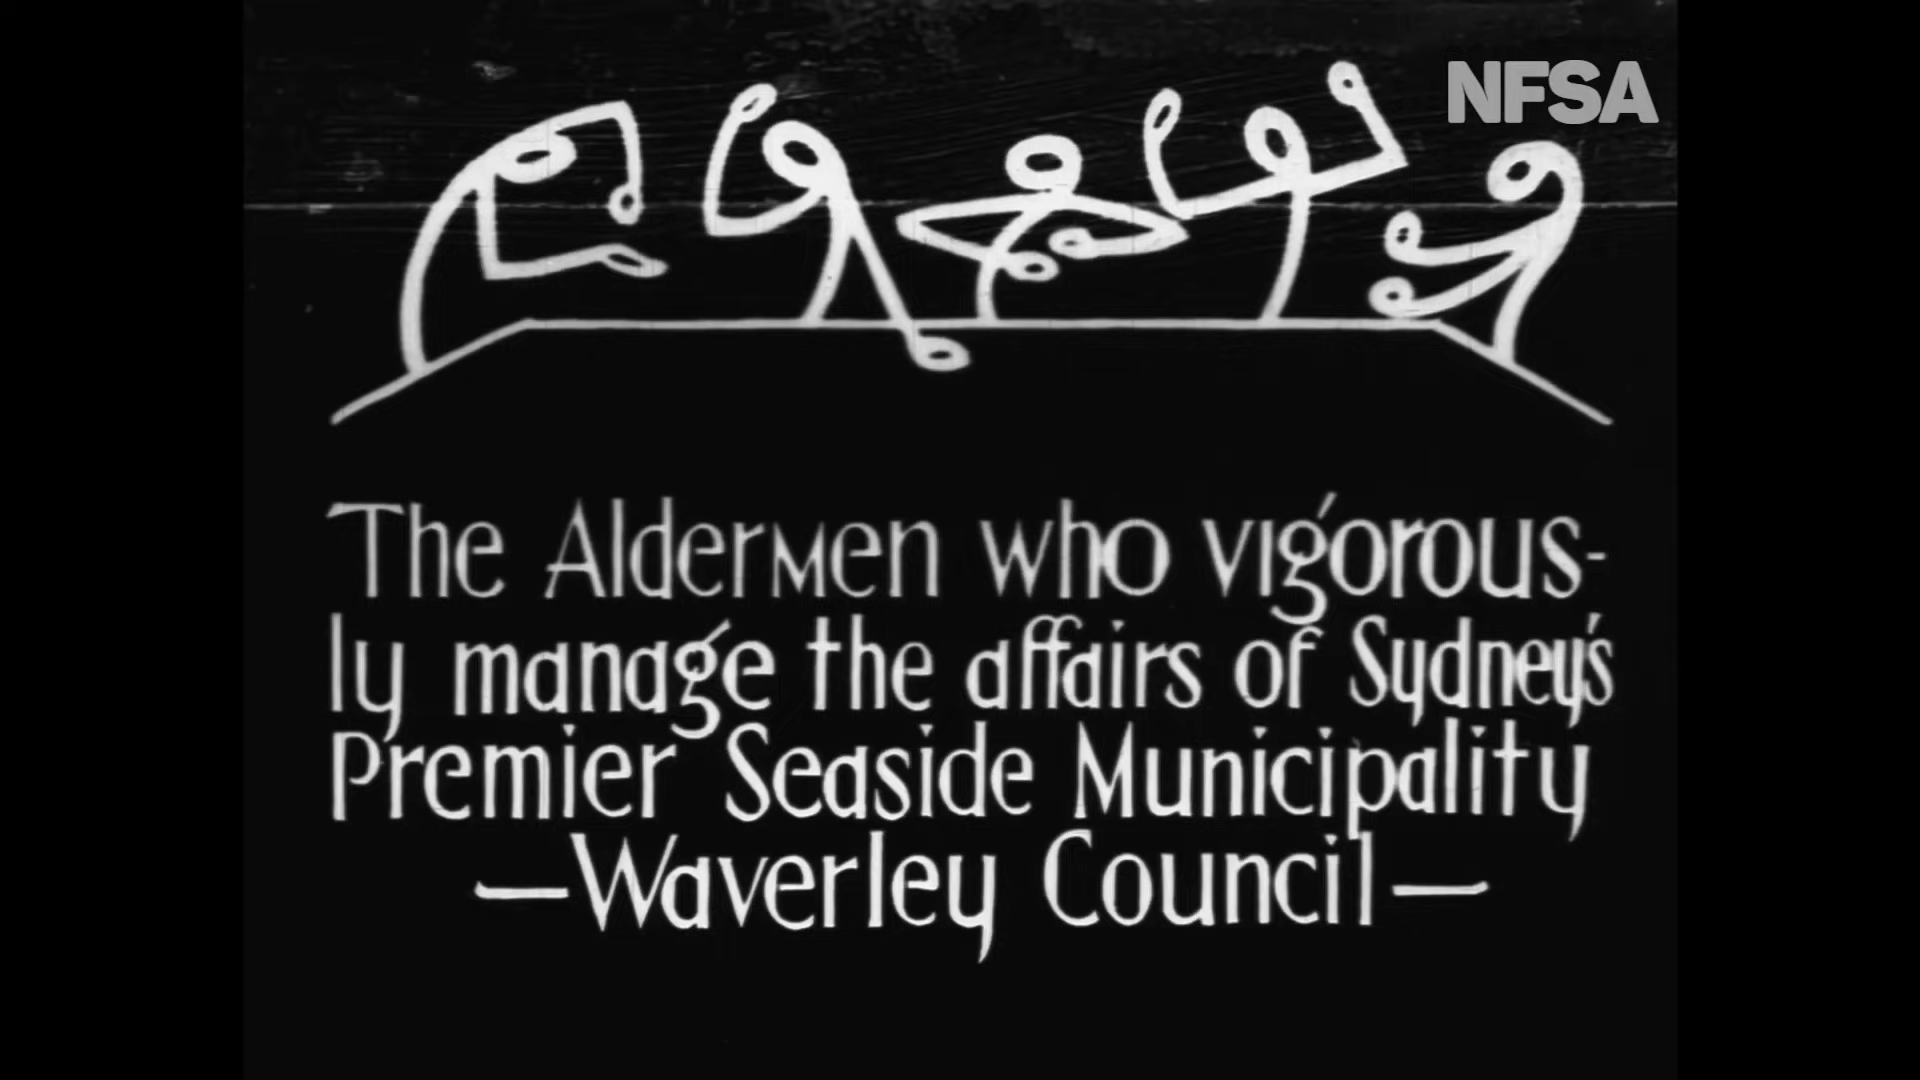 NFSA
The Aldermen who vigorous-
ly manage the affairs of Sydney's
Premier Seaside Municipality
—Waverley Council—